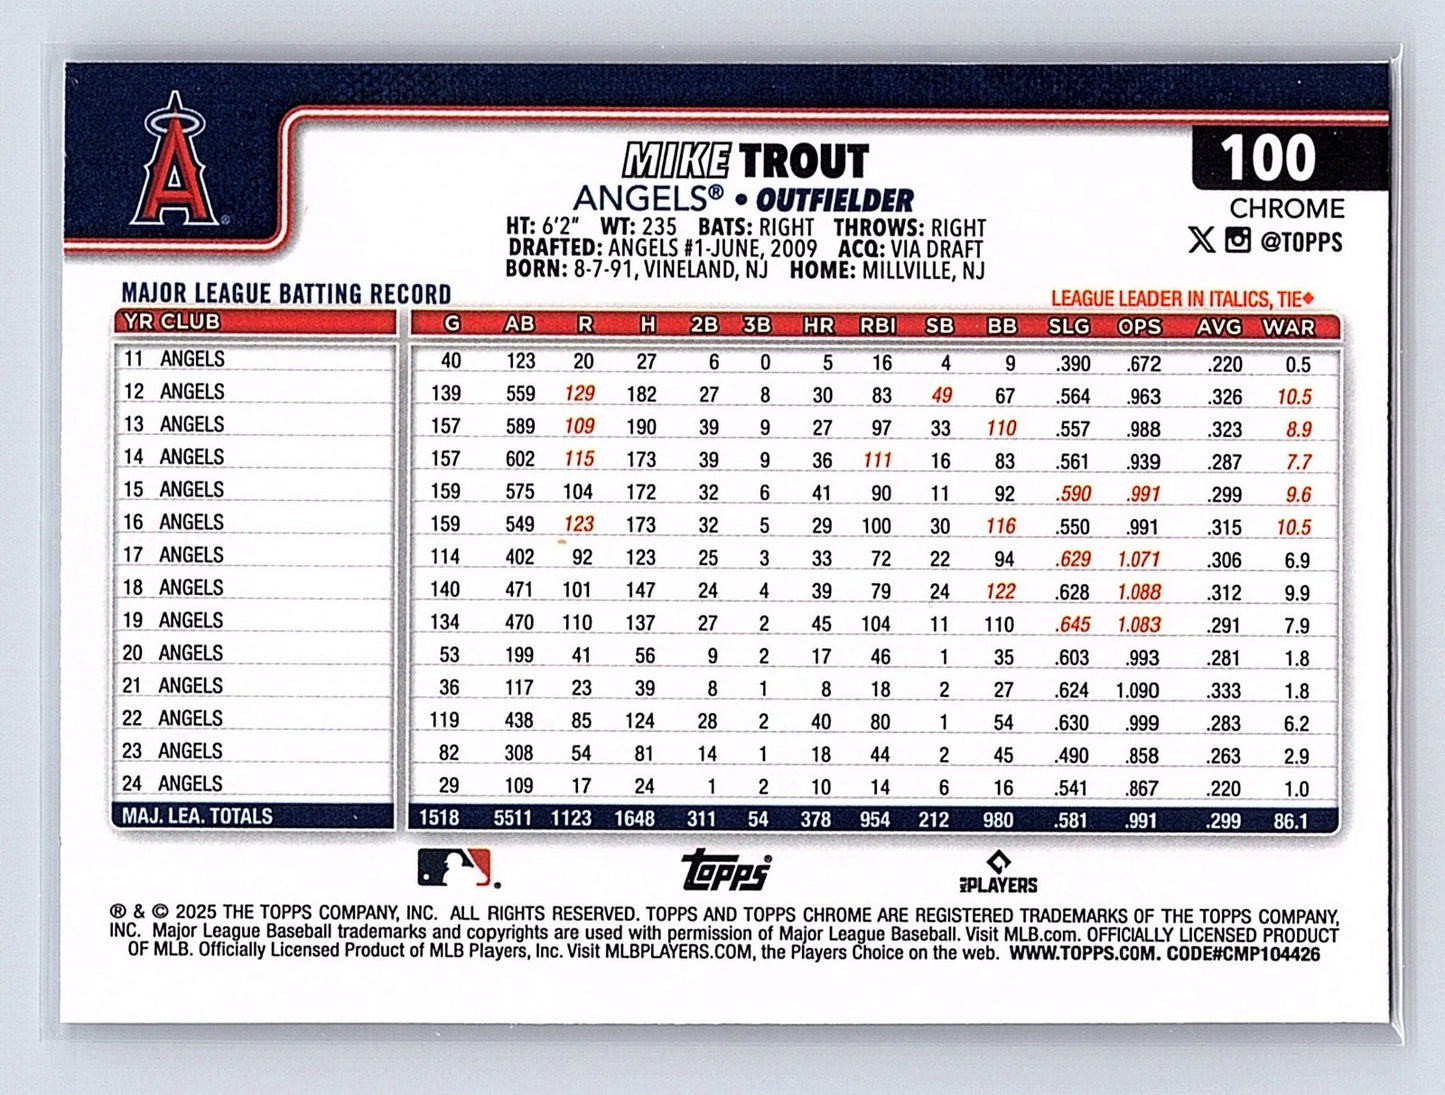 A
MIKE TROUT
100
ANGELS® • OUTFIELDER
CHROME
HT: 6'2" WT: 235 BATS: RIGHT THROWS: RIGHT
@TOPPS
DRAFTED: ANGELS #1-JUNE, 2009 ACQ: VIA DRAFT
BORN: 8-7-91, VINELAND, NJ HOME: MILLVILLE, NJ
MAJOR LEAGUE BATTING RECORD
LEAGUE LEADER IN ITALICS, TIE♦
YR CLUB G AB R H 2B 3B HR RBI SB BB SLG OPS AVG WAR
11 ANGELS 40 123 20 27 6 0 5 16 4 9 .390 .672 .220 0.5
12 ANGELS 139 559 129 182 27 8 30 83 49 67 .564 .963 .326 10.5
13 ANGELS 157 589 109 190 39 9 27 97 33 110 .557 .988 .323 8.9
14 ANGELS 157 602 115 173 39 9 36 111 16 83 .561 .939 .287 7.7
15 ANGELS 159 575 104 172 32 6 41 90 11 92 .590 .991 .299 9.6
16 ANGELS 159 549 123 173 32 5 29 100 30 116 .550 .991 .315 10.5
17 ANGELS 114 402 92 123 25 3 33 72 22 94 .629 1.071 .306 6.9
18 ANGELS 140 471 101 147 24 4 39 79 24 122 .628 1.088 .312 9.9
19 ANGELS 134 470 110 137 27 2 45 104 11 110 .645 1.083 .291 7.9
20 ANGELS 53 199 41 56 9 2 17 46 1 35 .603 .993 .281 1.8
21 ANGELS 36 117 23 39 8 1 8 18 2 27 .624 1.090 .333 1.8
22 ANGELS 119 438 85 124 28 2 40 80 1 54 .630 .999 .283 6.2
23 ANGELS 82 308 54 81 14 1 18 44 2 45 .490 .858 .263 2.9
24 ANGELS 29 109 17 24 1 2 10 14 6 16 .541 .867 .220 1.0
MAJ. LEA. TOTALS 1518 5511 1123 1648 311 54 378 954 212 980 .581 .991 .299 86.1
Topps®
MLB PLAYERS
® & © 2025 THE TOPPS COMPANY, INC. ALL RIGHTS RESERVED. TOPPS AND TOPPS CHROME ARE REGISTERED TRADEMARKS OF THE TOPPS COMPANY,
INC. Major League Baseball trademarks and copyrights are used with permission of Major League Baseball. Visit MLB.com. OFFICIALLY LICENSED PRODUCT
OF MLB. Officially Licensed Product of MLB Players, Inc. Visit MLBPLAYERS.COM, the Players Choice on the web. WWW.TOPPS.COM. CODE#CMP104426